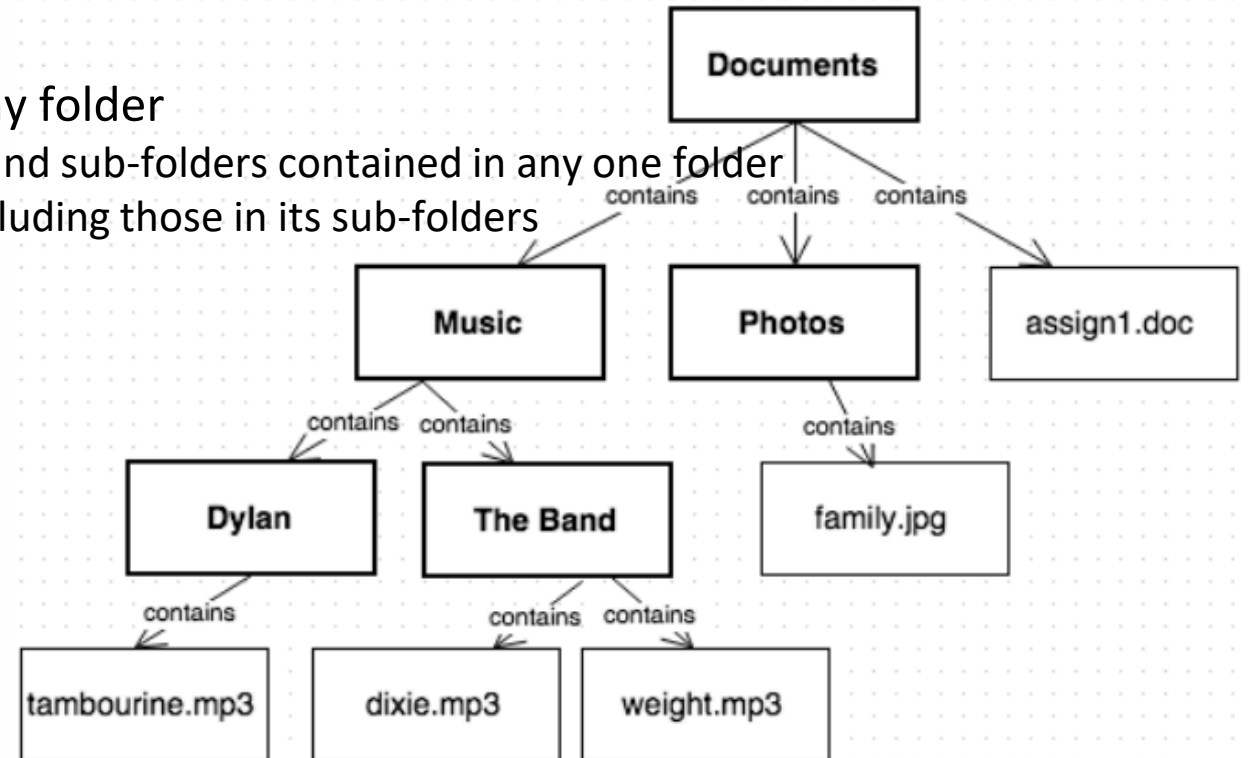 Documents
ny folder
nd sub-folders contained in any one folder
contains contains contains
cluding those in its sub-folders
Music Photos assign1.doc
contains contains contains
Dylan The Band family.jpg
contains contains contains
tambourine.mp3 dixie.mp3 weight.mp3